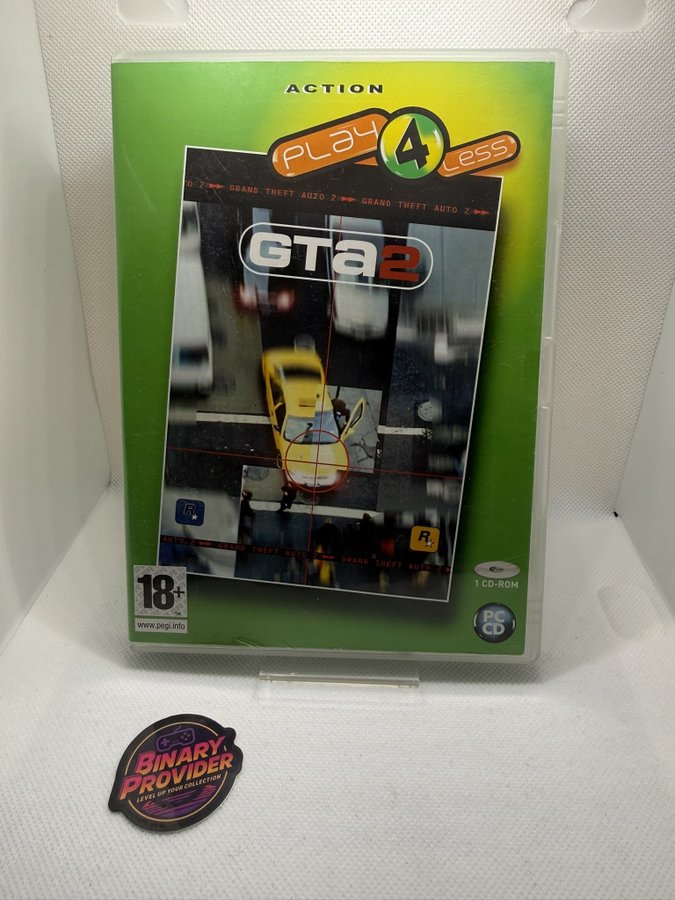 ACTION
PLAY 4 LESS
O 2 GRAND THEFT AUTO 2 GRAND THEFT AUTO 2
GTA2
R
R
AUTO 2 GRAND THEFT AUTO 2 GRAND THEFT AUTO 2
1 CD-ROM
18+
www.pegi.info
PC
CD
BINARY
PROVIDER
LEVEL UP YOUR COLLECTION